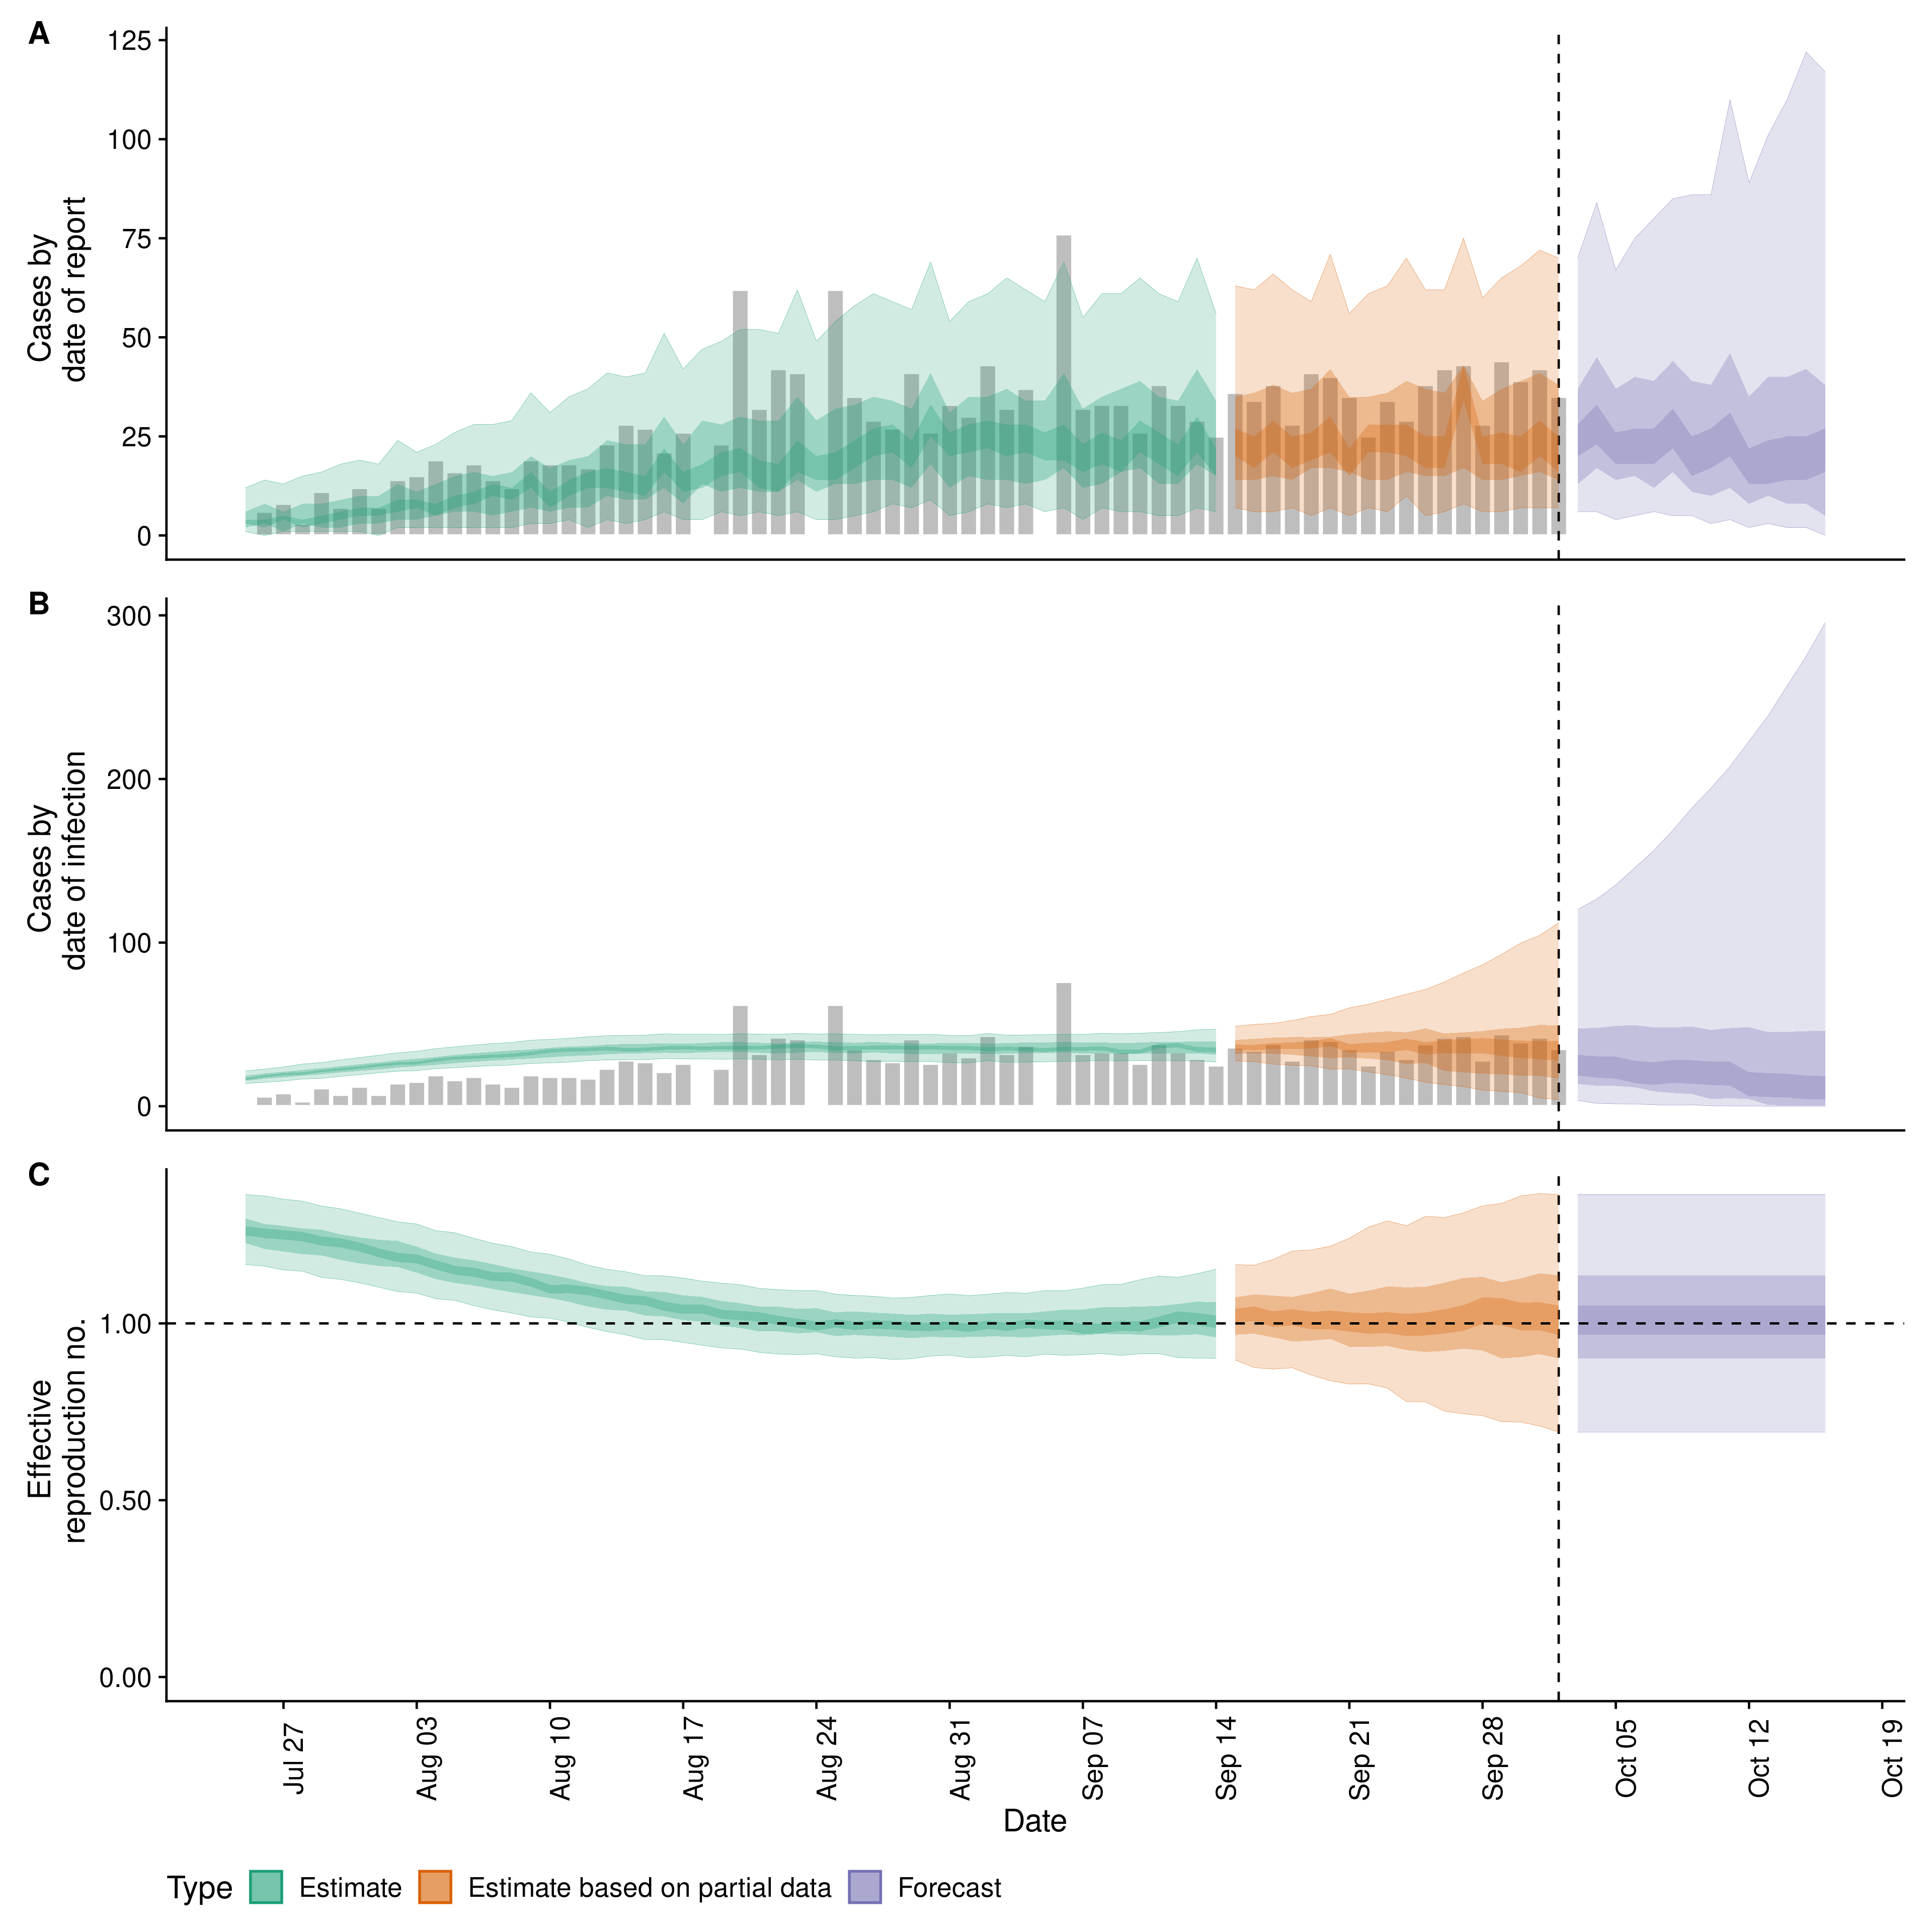 A
125
100
75
50
25
0
Cases by
date of report
B
300
200
100
0
Cases by
date of infection
C
1.00
0.50
0.00
Effective
reproduction no.
Jul 27
Aug 03
Aug 10
Aug 17
Aug 24
Aug 31
Sep 07
Sep 14
Sep 21
Sep 28
Oct 05
Oct 12
Oct 19
Date
Type Estimate Estimate based on partial data Forecast